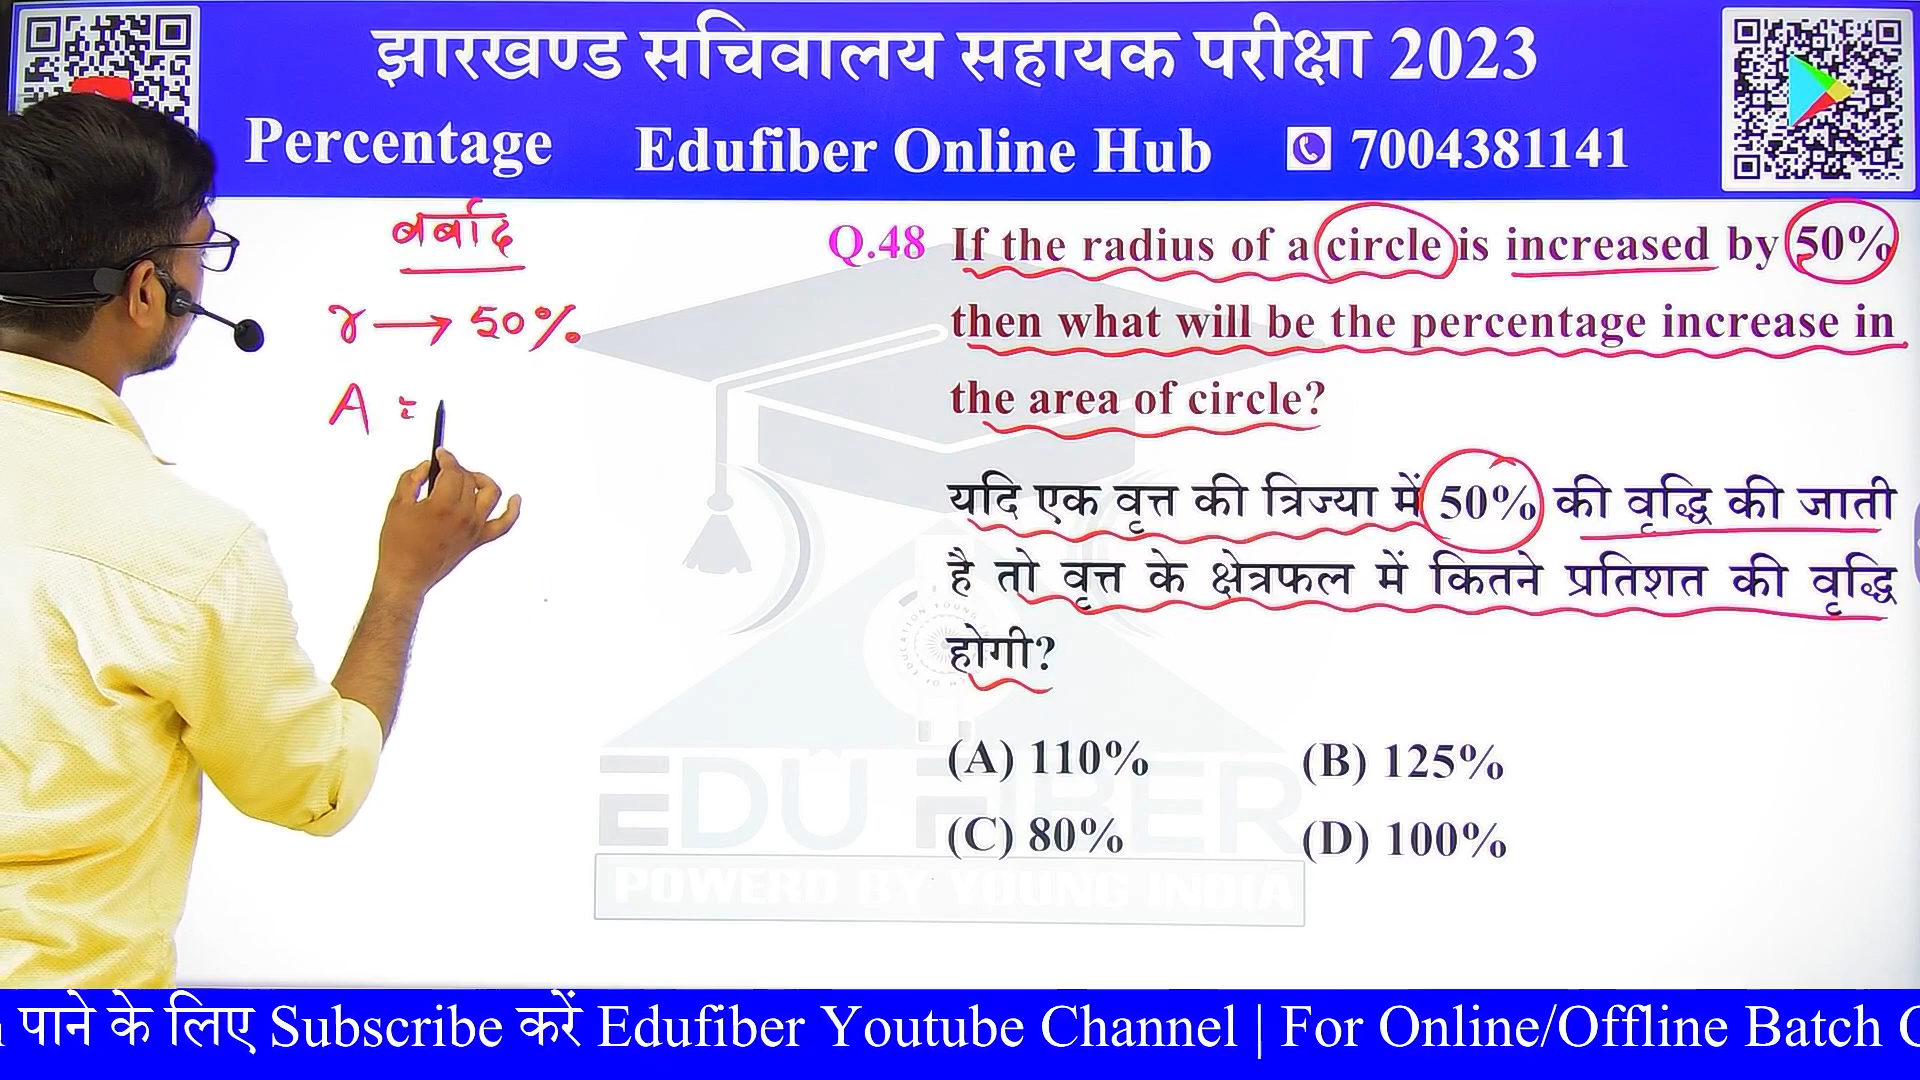 झारखण्ड सचिवालय सहायक परीक्षा 2023
Percentage Edufiber Online Hub 7004381141
बर्बाद
r → 50%
A =
Q.48 If the radius of a circle is increased by 50%
then what will be the percentage increase in
the area of circle?
यदि एक वृत्त की त्रिज्या में 50% की वृद्धि की जाती
है तो वृत्त के क्षेत्रफल में कितने प्रतिशत की वृद्धि
होगी?
(A) 110% (B) 125%
(C) 80% (D) 100%
EDU FIBER
POWERD BY YOUNG INDIA
पाने के लिए Subscribe करें Edufiber Youtube Channel | For Online/Offline Batch